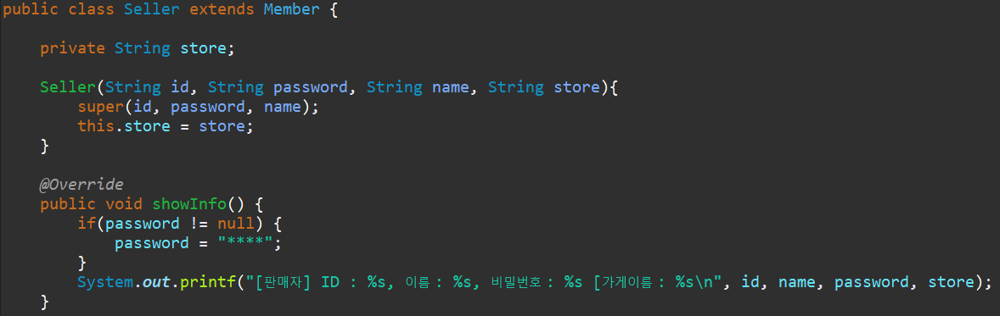 public class Seller extends Member {
private String store;
Seller(String id, String password, String name, String store){
super(id, password, name);
this.store = store;
}
@Override
public void showInfo() {
if(password != null) {
password = "****";
}
System.out.printf("[판매자] ID : %s, 이름 : %s, 비밀번호 : %s [가게이름 : %s\n", id, name, password, store);
}